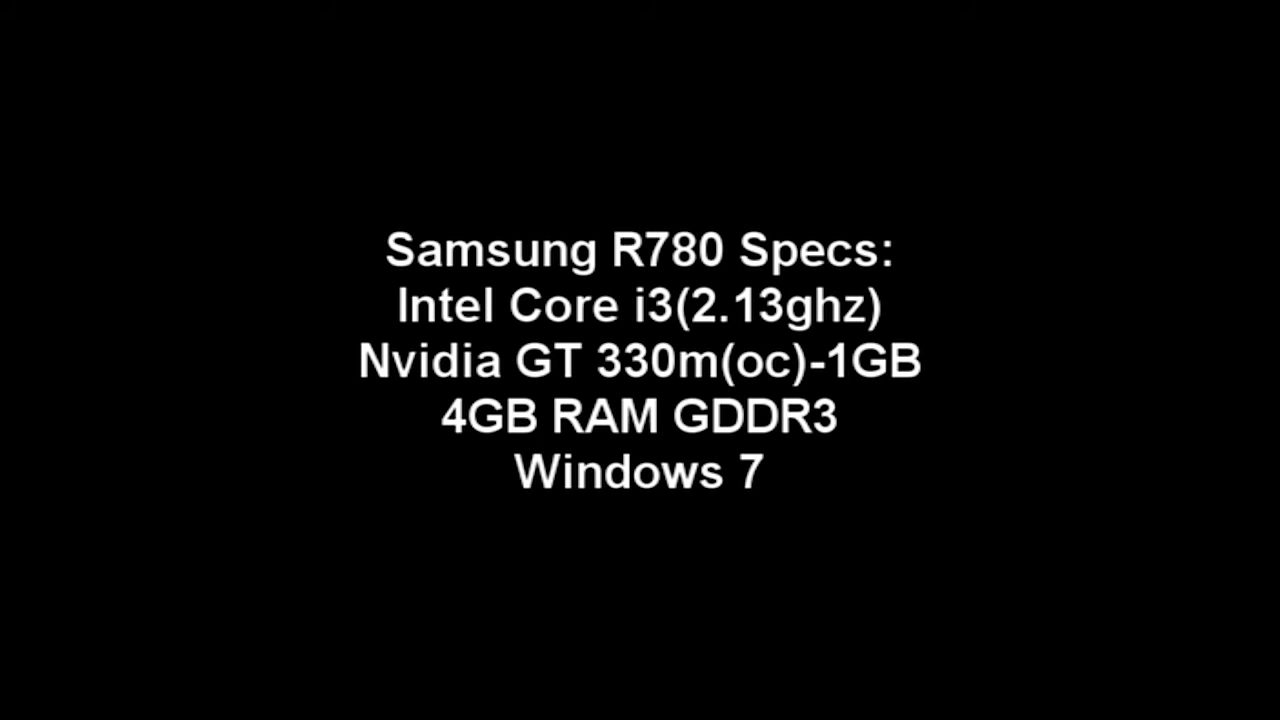 Samsung R780 Specs:
Intel Core i3(2.13ghz)
Nvidia GT 330m(oc)-1GB
4GB RAM GDDR3
Windows 7